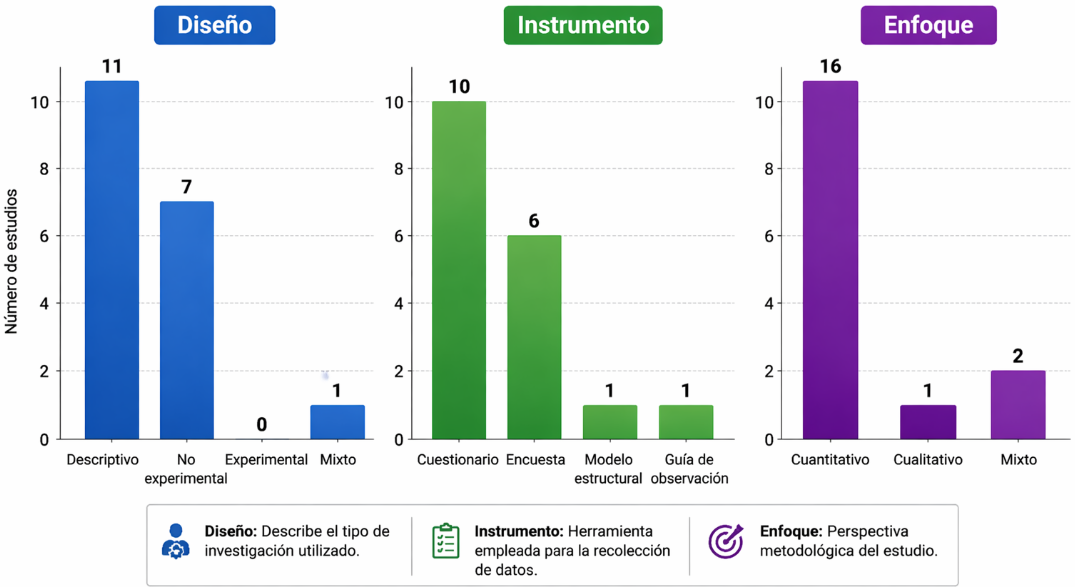 Diseño
Instrumento
Enfoque
Número de estudios
10
8
6
4
2
0
11
7
0
1
Descriptivo
No
experimental
Experimental
Mixto
10
8
6
4
2
0
10
6
1
1
Cuestionario
Encuesta
Modelo
estructural
Guía de
observación
10
8
6
4
2
0
16
1
2
Cuantitativo
Cualitativo
Mixto
Diseño: Describe el tipo de
investigación utilizado.
Instrumento: Herramienta
empleada para la recolección
de datos.
Enfoque: Perspectiva
metodológica del estudio.